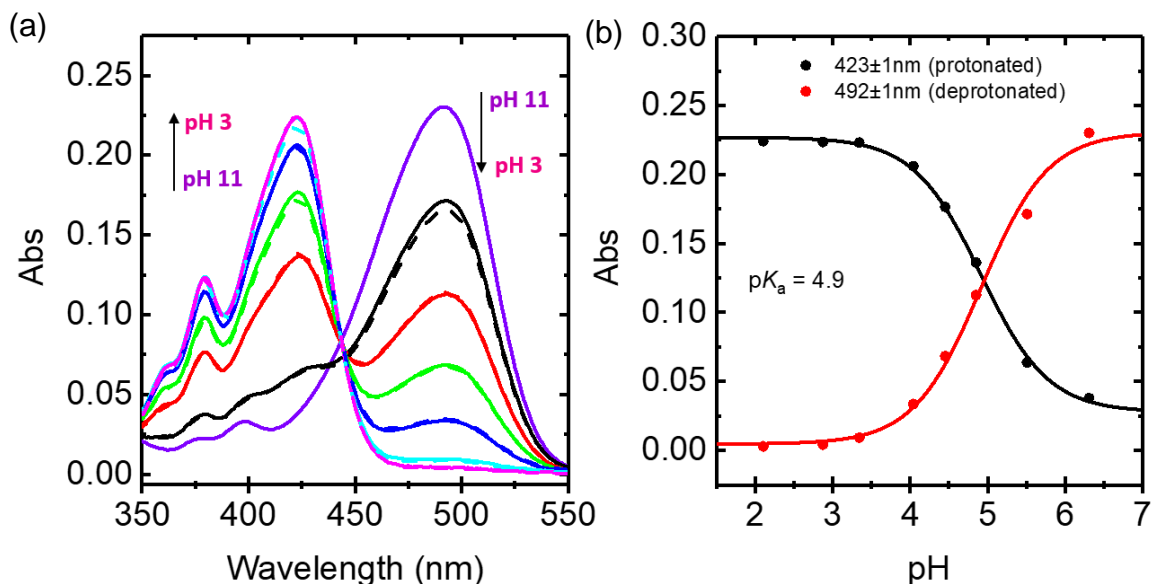 (a)
0.25
0.20
0.15
0.10
0.05
0.00
Abs
pH 3
pH 11
pH 11
pH 3
350
400
450
500
550
Wavelength (nm)
(b)
0.30
0.25
0.20
0.15
0.10
0.05
0.00
Abs
423±1nm (protonated)
492±1nm (deprotonated)
pKa = 4.9
2
3
4
5
6
7
pH